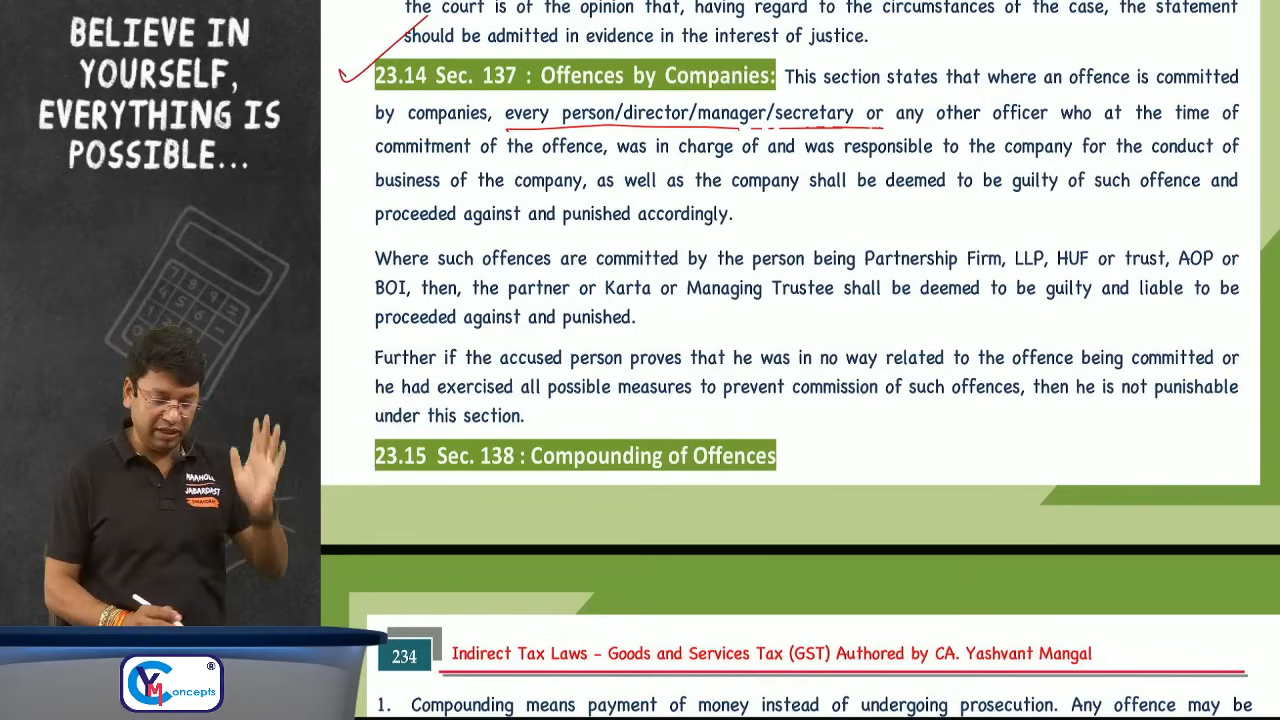 BELIEVE IN
YOURSELF,
EVERYTHING IS
POSSIBLE...
the court is of the opinion that, having regard to the circumstances of the case, the statement
should be admitted in evidence in the interest of justice.
23.14 Sec. 137 : Offences by Companies: This section states that where an offence is committed
by companies, every person/director/manager/secretary or any other officer who at the time of
commitment of the offence, was in charge of and was responsible to the company for the conduct of
business of the company, as well as the company shall be deemed to be guilty of such offence and
proceeded against and punished accordingly.
Where such offences are committed by the person being Partnership Firm, LLP, HUF or trust, AOP or
BOI, then, the partner or Karta or Managing Trustee shall be deemed to be guilty and liable to be
proceeded against and punished.
Further if the accused person proves that he was in no way related to the offence being committed or
he had exercised all possible measures to prevent commission of such offences, then he is not punishable
under this section.
23.15 Sec. 138 : Compounding of Offences
234 Indirect Tax Laws – Goods and Services Tax (GST) Authored by CA. Yashvant Mangal
1. Compounding means payment of money instead of undergoing prosecution. Any offence may be
JABARDAST
YM Concepts ®